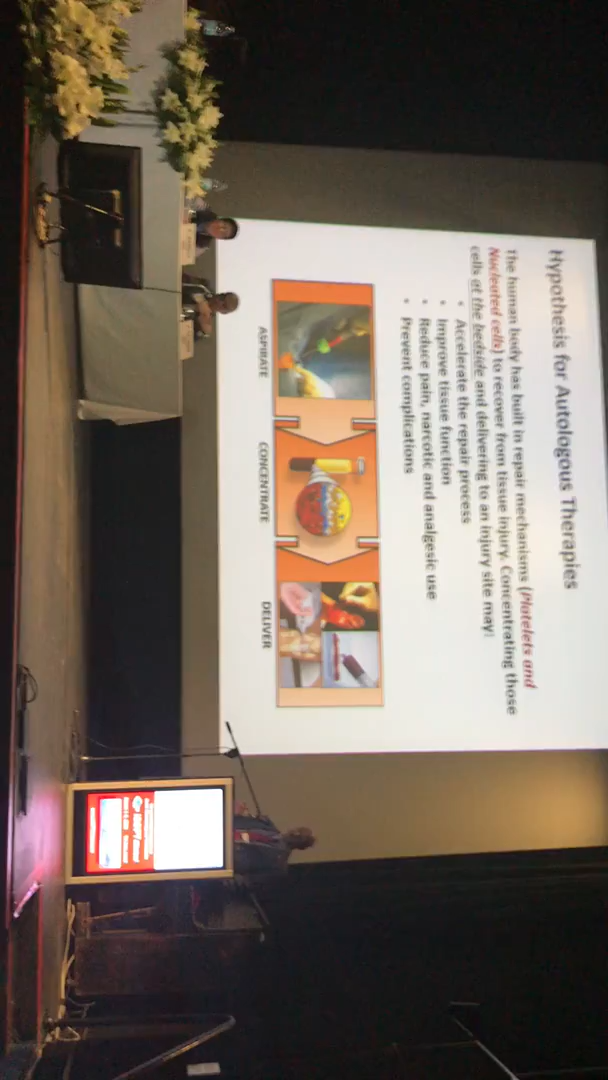 Hypothesis for Autologous Therapies
The human body has built in repair mechanisms (Platelets and
Nucleated cells) to recover from tissue injury. Concentrating those
cells at the bedside and delivering to an injury site may:
• Accelerate the repair process
• Improve tissue function
• Reduce pain, narcotic and analgesic use
• Prevent complications
ASPIRATE
CONCENTRATE
DELIVER